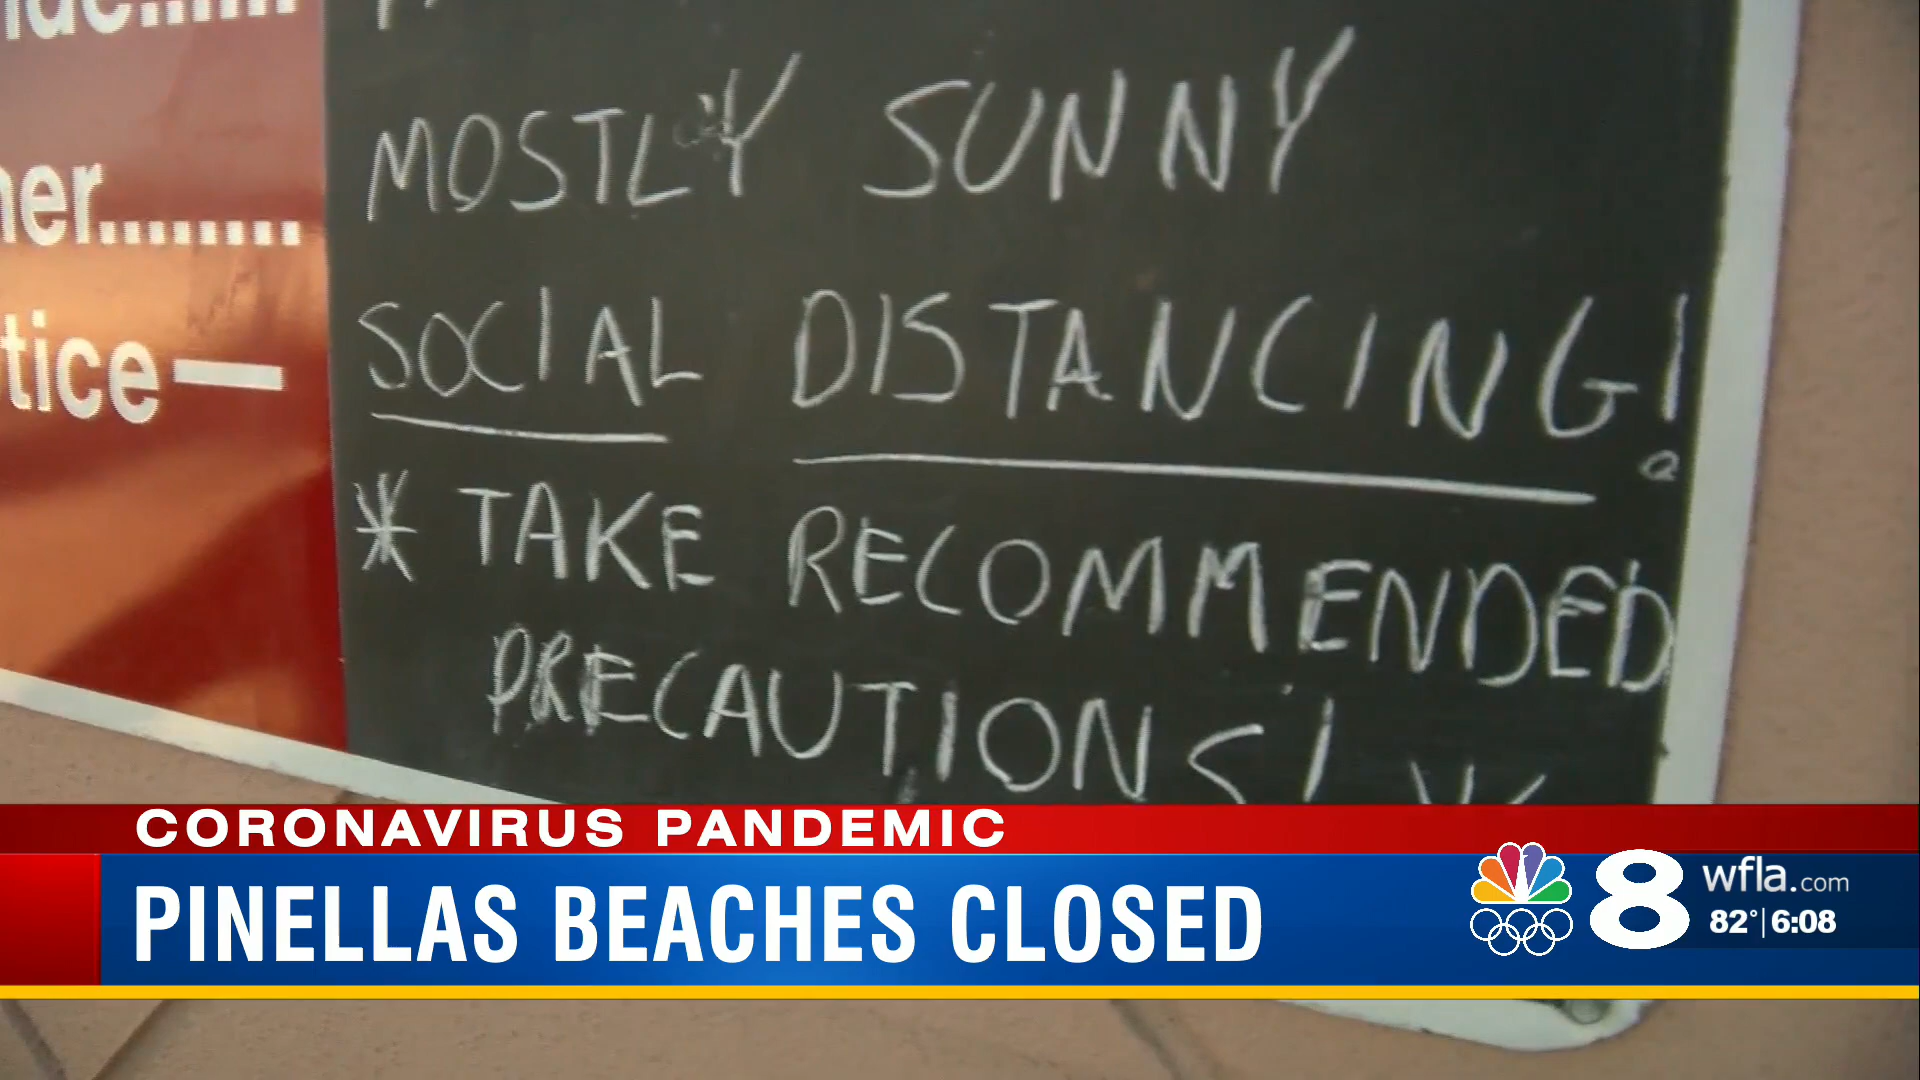 MOSTLY SUNNY
SOCIAL DISTANCING!
* TAKE RECOMMENDED
PRECAUTIONS!
tice —
CORONAVIRUS PANDEMIC
PINELLAS BEACHES CLOSED
8 wfla.com
82° | 6:08